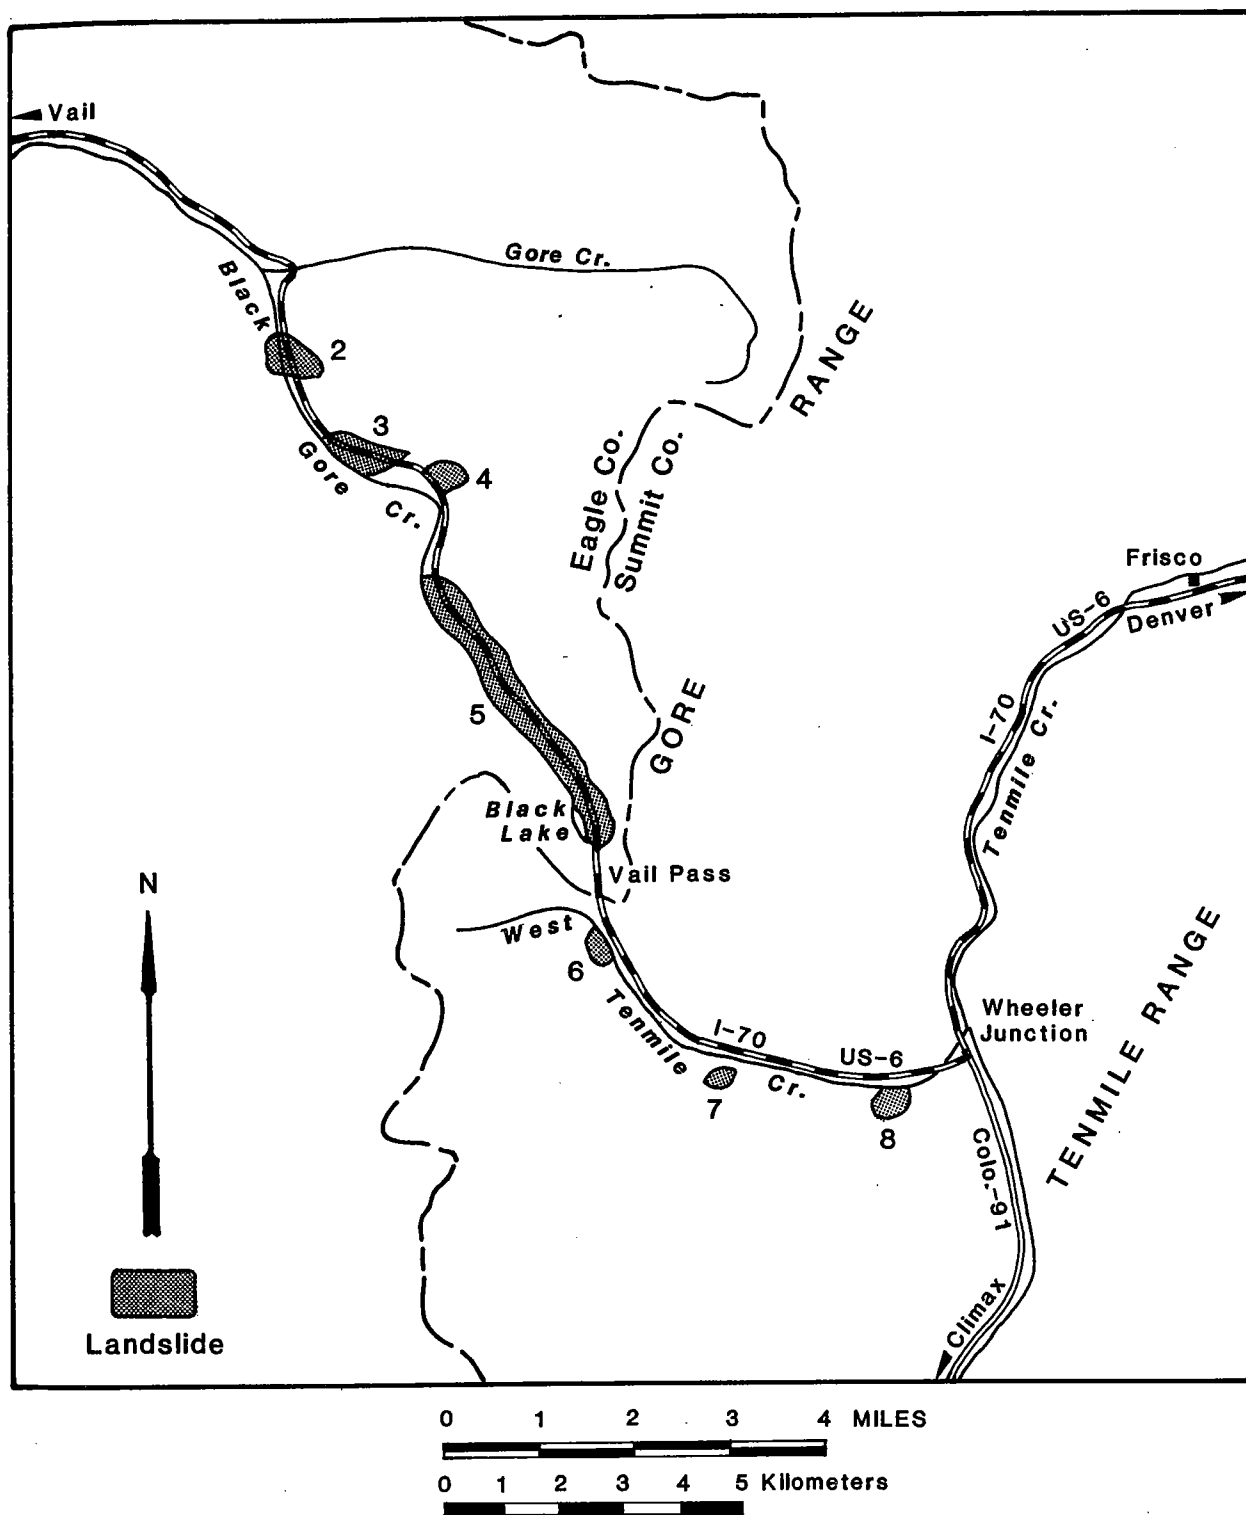 Vail
Gore Cr.
Black
2
RANGE
3
Gore
4
Cr.
Eagle Co.
Summit Co.
Frisco
US-6
Denver
5
GORE
I-70
Tenmile Cr.
Black
Lake
Vail Pass
N
West
6
Tenmile
Cr.
I-70
US-6
Wheeler
Junction
TENMILE RANGE
7
8
Colo.-91
Climax
Landslide
0 1 2 3 4 MILES
0 1 2 3 4 5 Kilometers